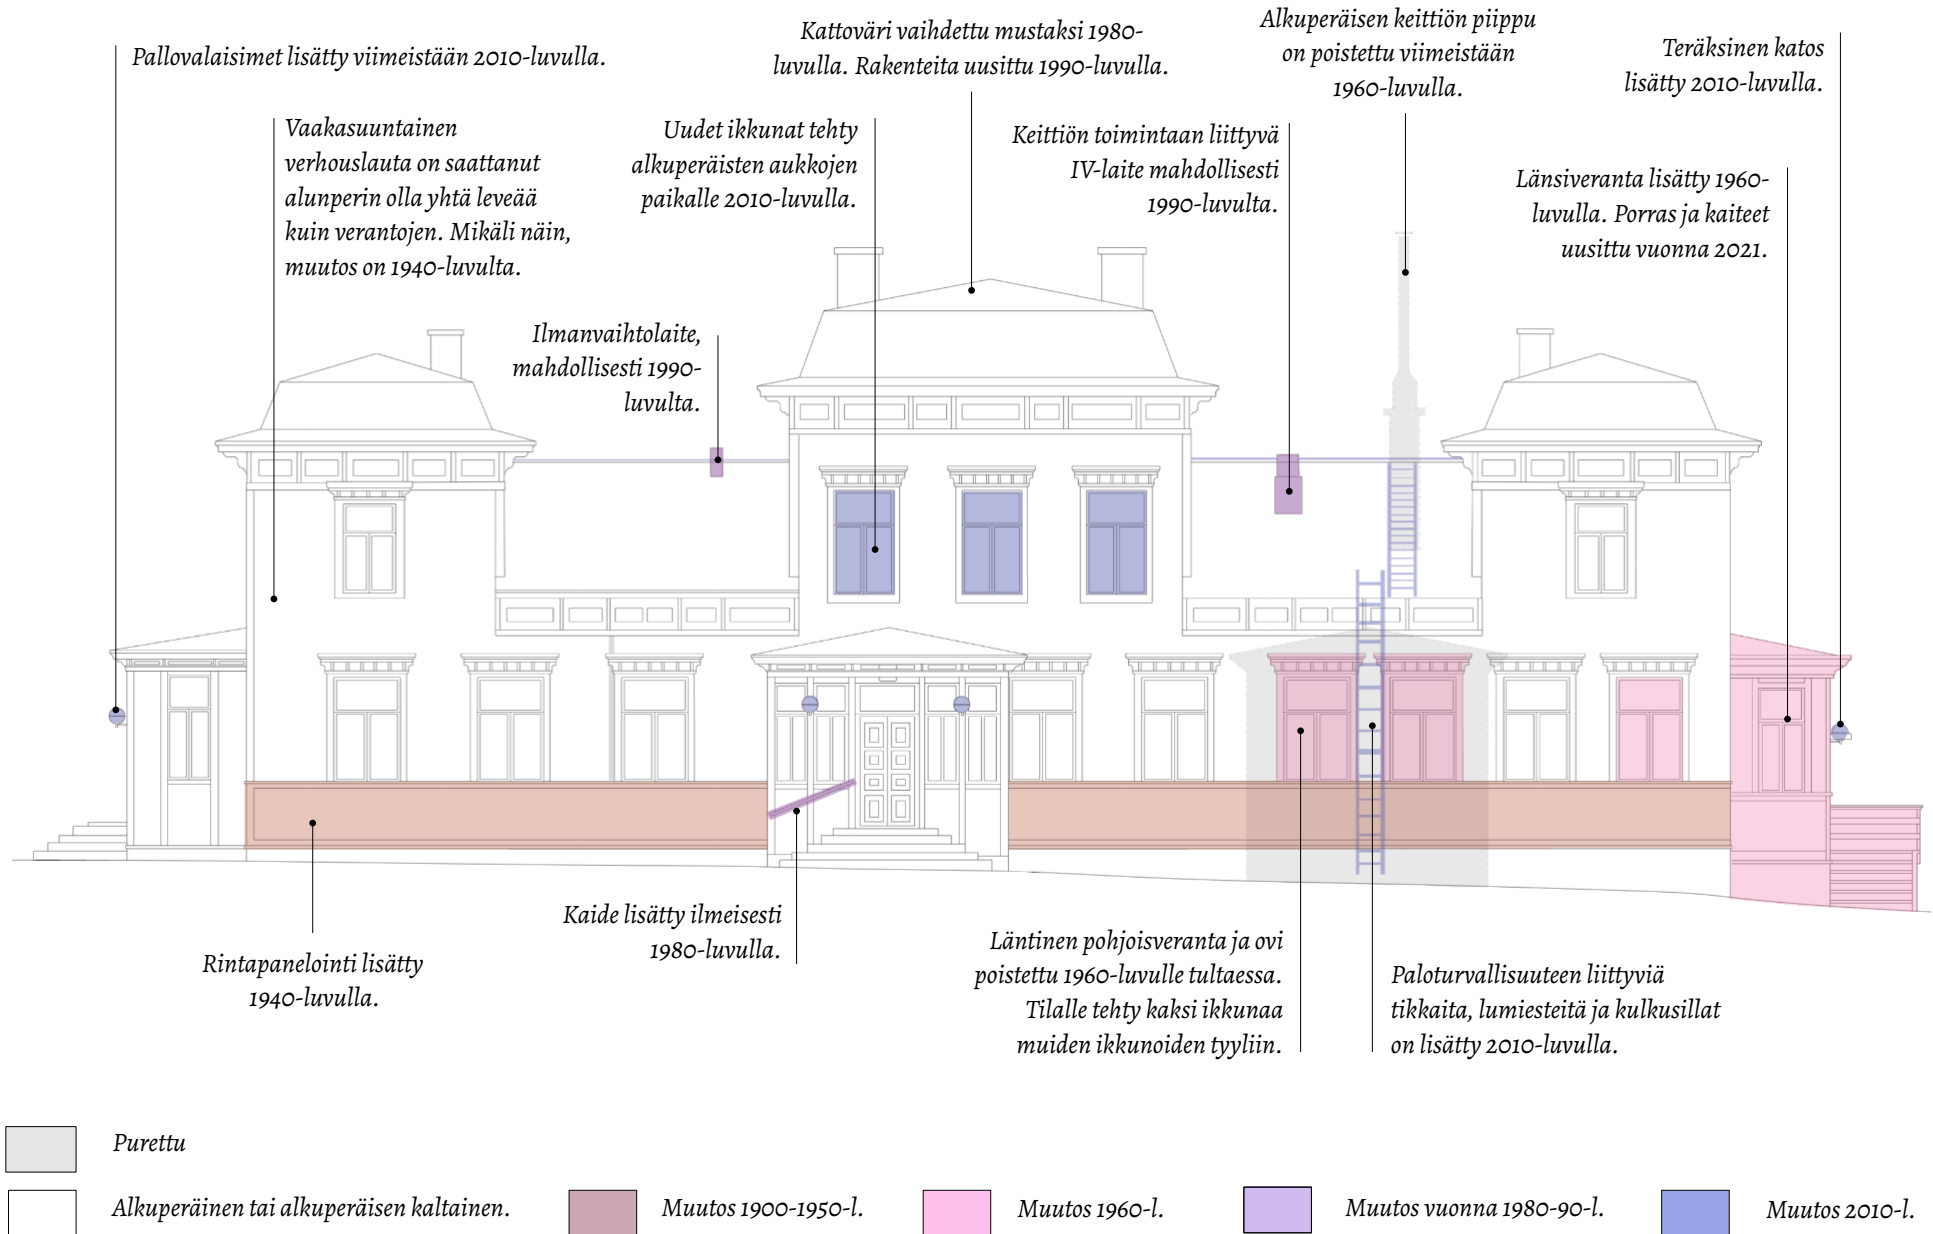 Pallovalaisimet lisätty viimeistään 2010-luvulla.
Kattoväri vaihdettu mustaksi 1980-
luvulla. Rakenteita uusittu 1990-luvulla.
Alkuperäisen keittiön piippu
on poistettu viimeistään
1960-luvulla.
Teräksinen katos
lisätty 2010-luvulla.
Vaakasuuntainen
verhouslauta on saattanut
alunperin olla yhtä leveää
kuin verantojen. Mikäli näin,
muutos on 1940-luvulta.
Uudet ikkunat tehty
alkuperäisten aukkojen
paikalle 2010-luvulla.
Keittiön toimintaan liittyvä
IV-laite mahdollisesti
1990-luvulta.
Länsiveranta lisätty 1960-
luvulla. Porras ja kaiteet
uusittu vuonna 2021.
Ilmanvaihtolaite,
mahdollisesti 1990-
luvulta.
Rintapanelointi lisätty
1940-luvulla.
Kaide lisätty ilmeisesti
1980-luvulla.
Läntinen pohjoisveranta ja ovi
poistettu 1960-luvulle tultaessa.
Tilalle tehty kaksi ikkunaa
muiden ikkunoiden tyyliin.
Paloturvallisuuteen liittyviä
tikkaita, lumiesteitä ja kulkusillat
on lisätty 2010-luvulla.
Purettu
Alkuperäinen tai alkuperäisen kaltainen.
Muutos 1900-1950-l.
Muutos 1960-l.
Muutos vuonna 1980-90-l.
Muutos 2010-l.